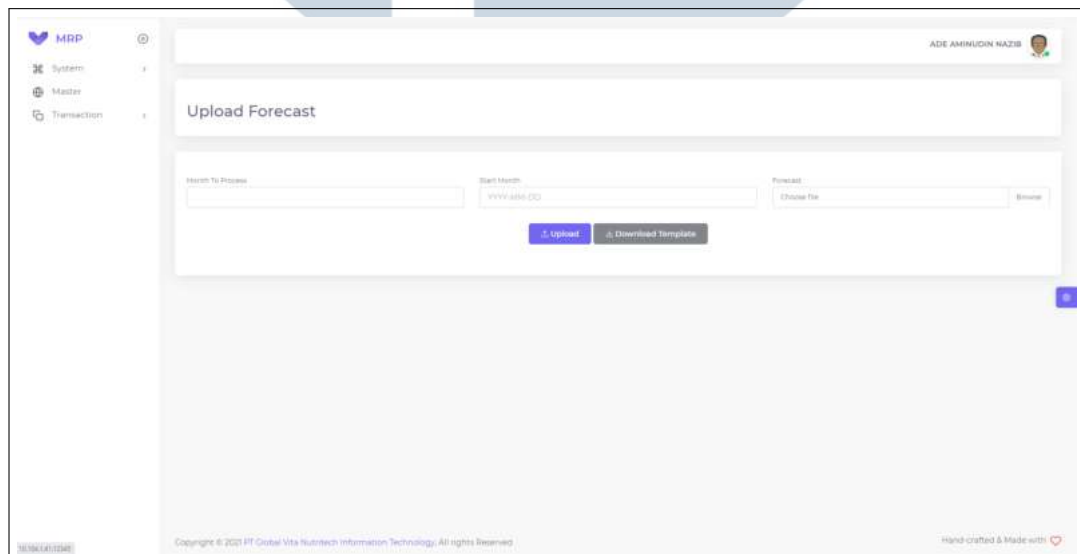 MRP
ADE AMINUDIN NAZIB
System
Master
Transaction
Upload Forecast
Month To Process
Start Month
Forecast
YYYY-MM-DD
Choose file
Browse
Upload
Download Template
Copyright © 2021 PT Global Vita Nutritech Information Technology, All rights Reserved
Hand-crafted & Made with